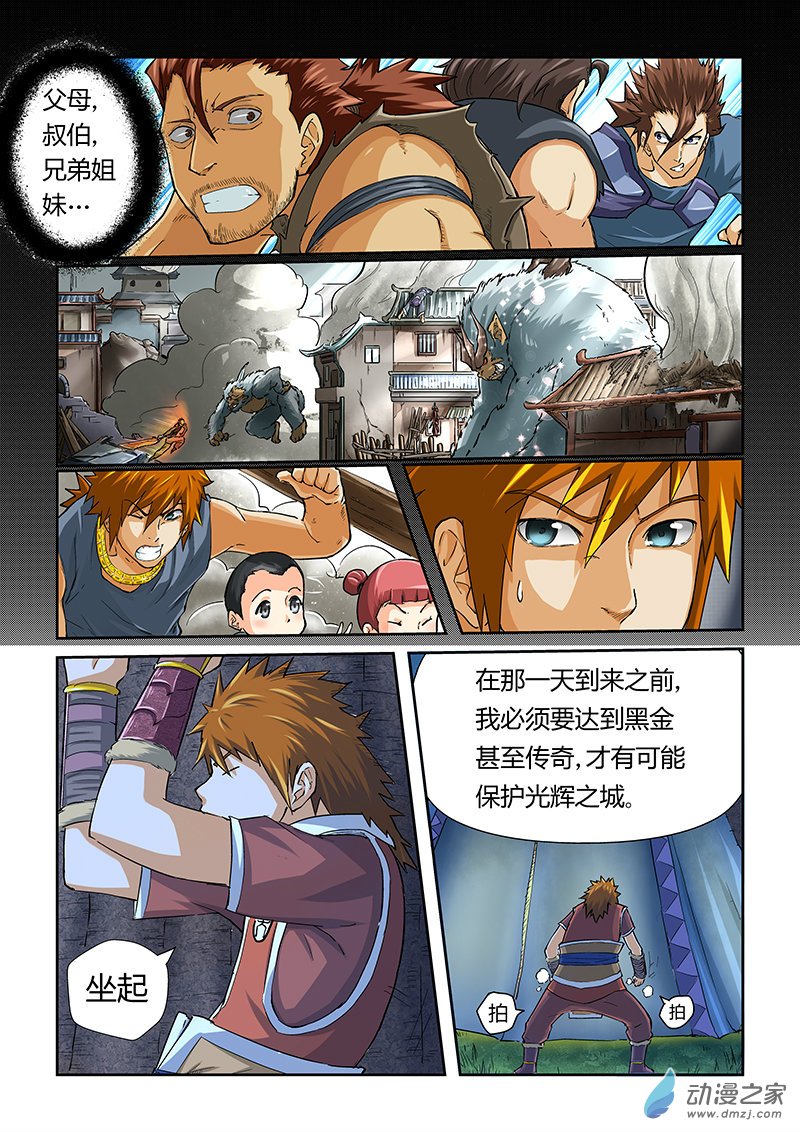 父母,
叔伯,
兄弟姐
妹…
在那一天到来之前,
我必须要达到黑金
甚至传奇,才有可能
保护光辉之城。
坐起
拍
拍
动漫之家
www.dmzj.com